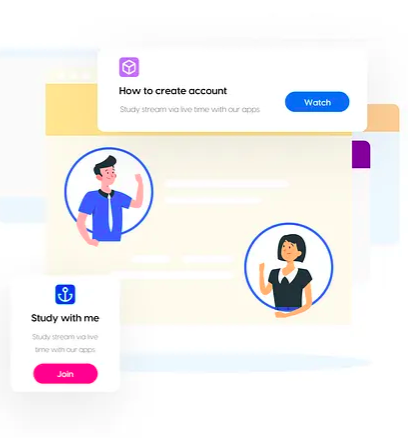 How to create account
Study stream via live time with our apps
Watch
Study with me
Study stream via live
time with our apps
Join